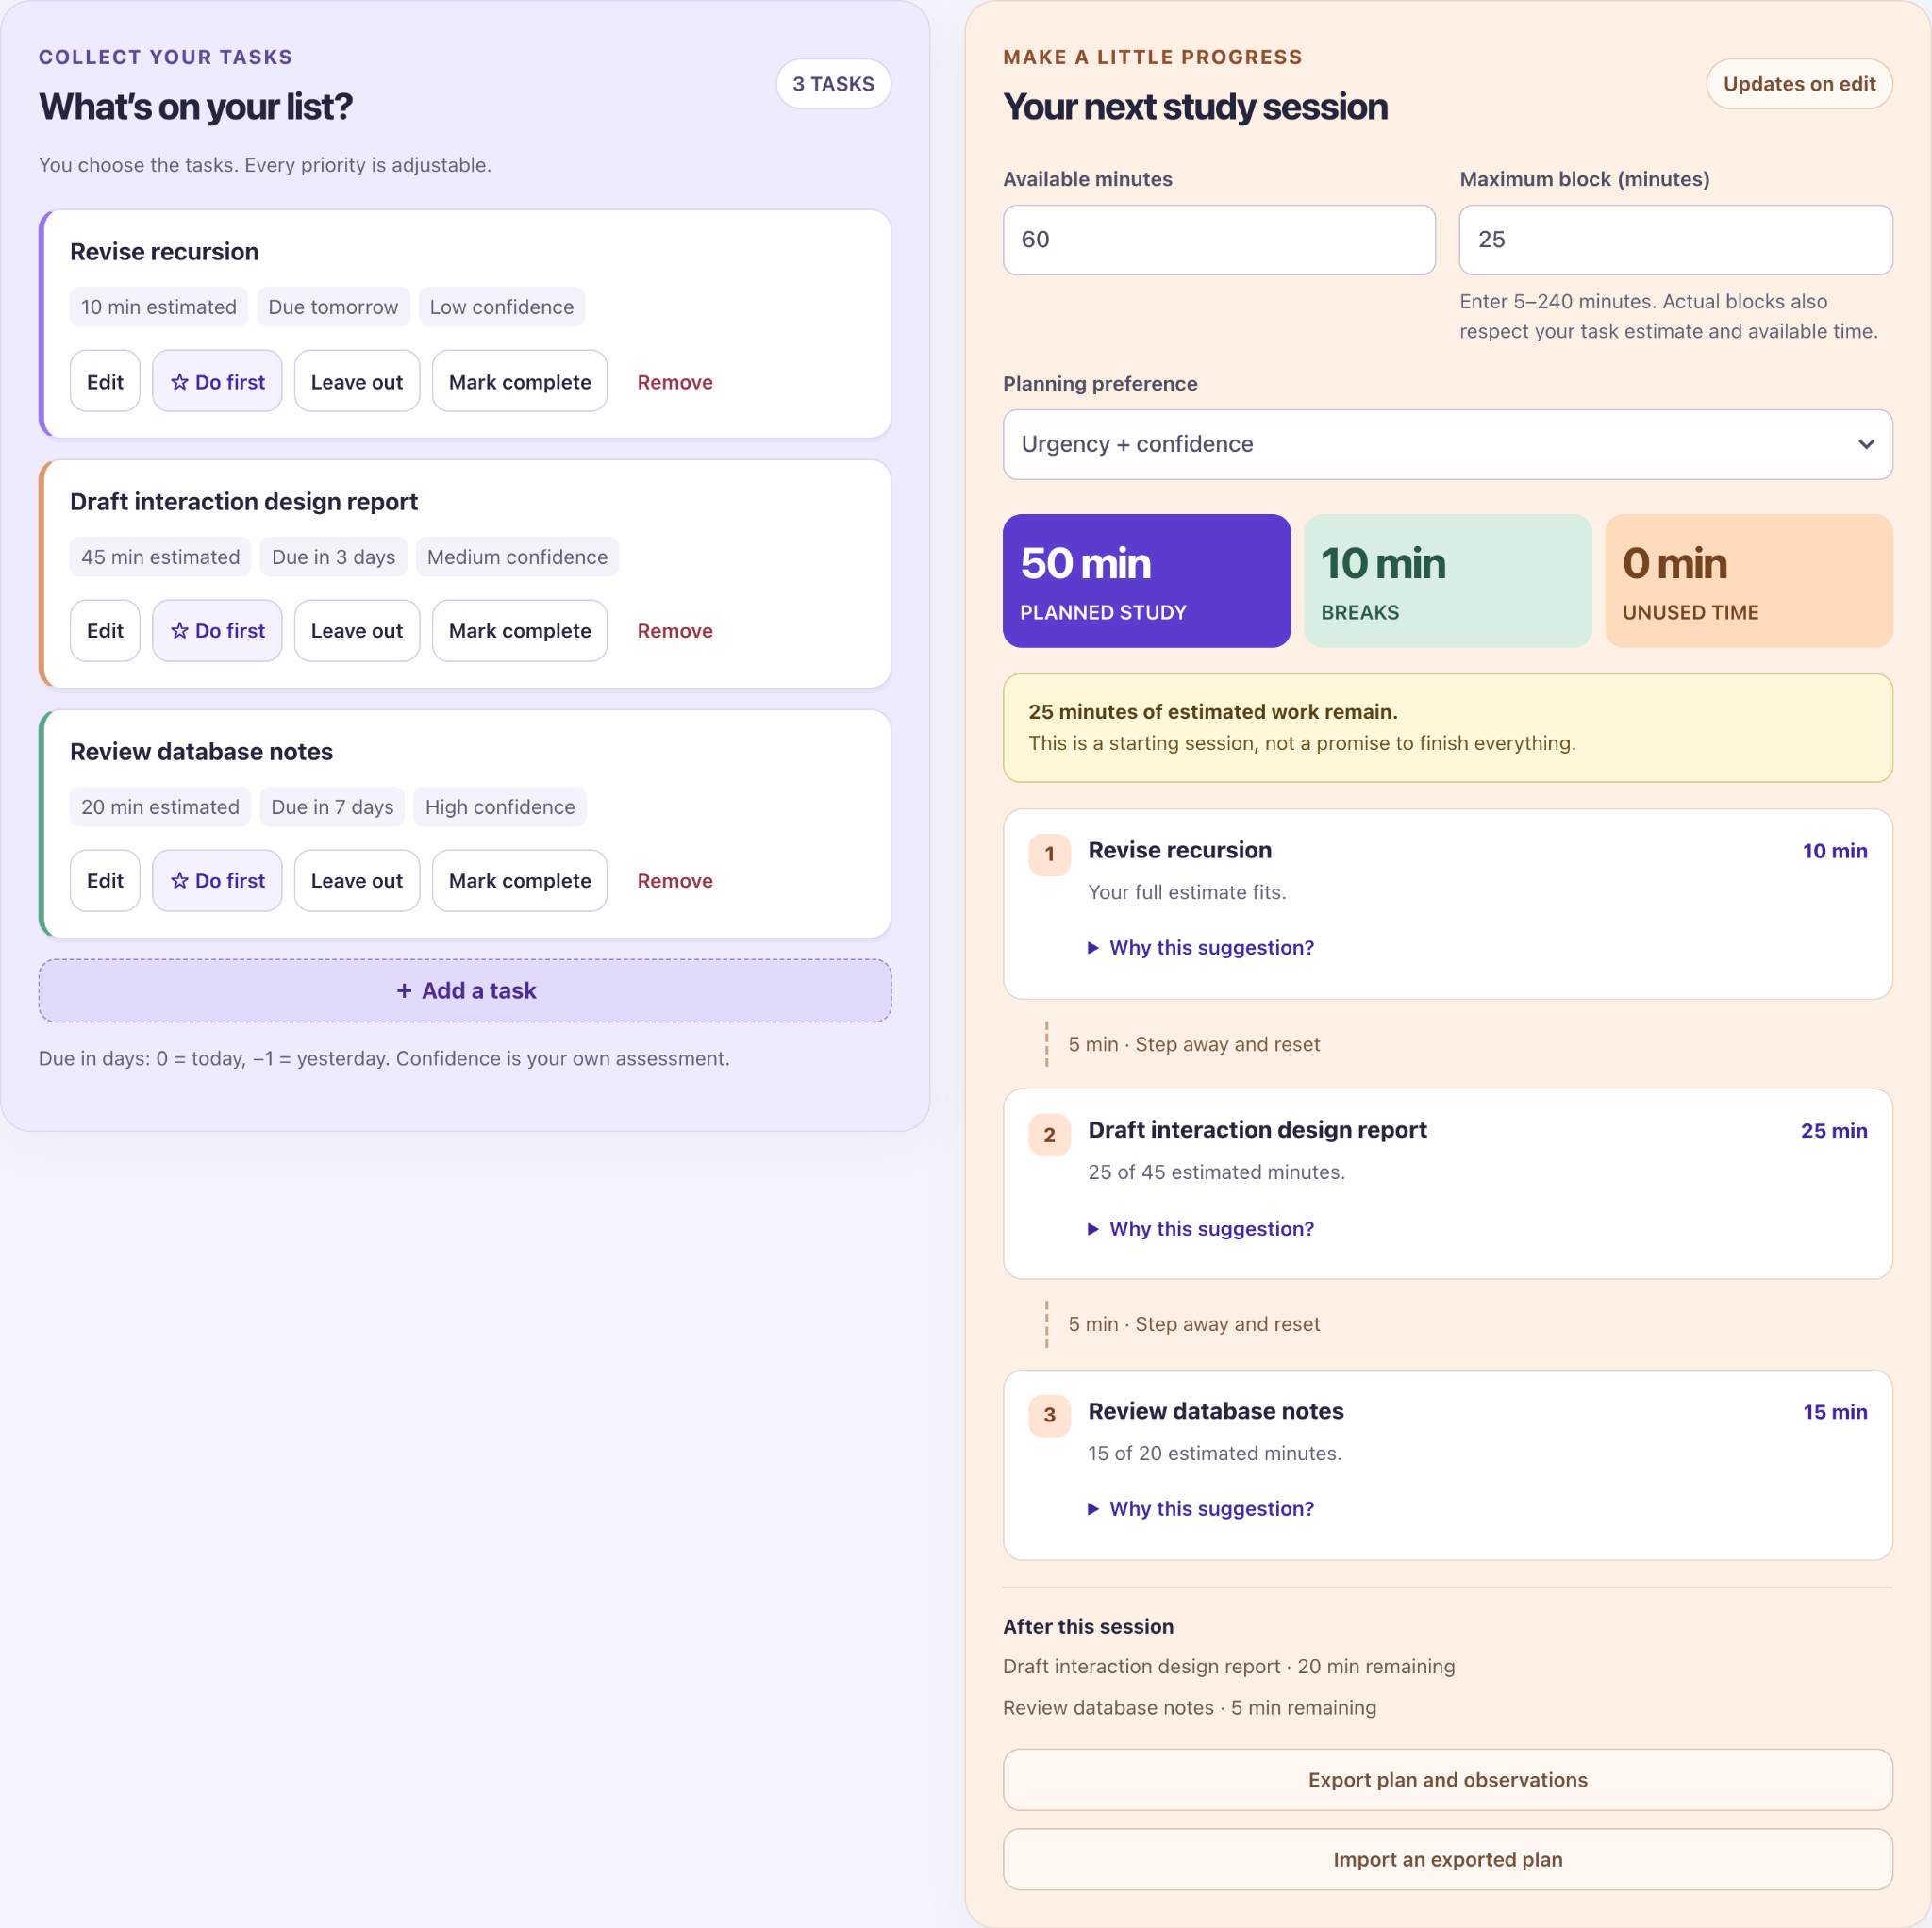 COLLECT YOUR TASKS
What's on your list?
3 TASKS
You choose the tasks. Every priority is adjustable.
Revise recursion
10 min estimated Due tomorrow Low confidence
Edit ☆ Do first Leave out Mark complete Remove
Draft interaction design report
45 min estimated Due in 3 days Medium confidence
Edit ☆ Do first Leave out Mark complete Remove
Review database notes
20 min estimated Due in 7 days High confidence
Edit ☆ Do first Leave out Mark complete Remove
+ Add a task
Due in days: 0 = today, −1 = yesterday. Confidence is your own assessment.
MAKE A LITTLE PROGRESS
Your next study session
Updates on edit
Available minutes
60
Maximum block (minutes)
25
Enter 5–240 minutes. Actual blocks also
respect your task estimate and available time.
Planning preference
Urgency + confidence
50 min
PLANNED STUDY
10 min
BREAKS
0 min
UNUSED TIME
25 minutes of estimated work remain.
This is a starting session, not a promise to finish everything.
1 Revise recursion 10 min
Your full estimate fits.
▶ Why this suggestion?
5 min · Step away and reset
2 Draft interaction design report 25 min
25 of 45 estimated minutes.
▶ Why this suggestion?
5 min · Step away and reset
3 Review database notes 15 min
15 of 20 estimated minutes.
▶ Why this suggestion?
After this session
Draft interaction design report · 20 min remaining
Review database notes · 5 min remaining
Export plan and observations
Import an exported plan